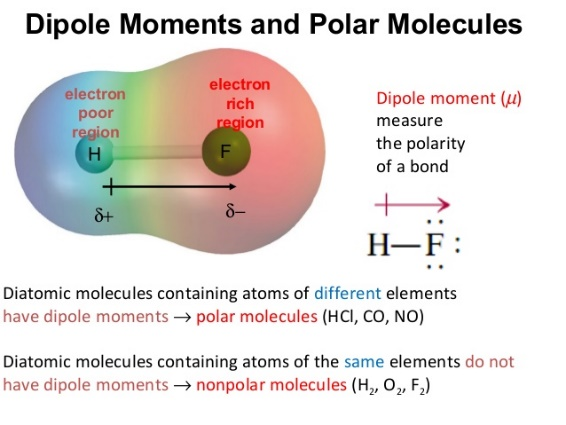 Dipole Moments and Polar Molecules
electron
poor
region
electron
rich
region
H
F
δ+
δ−
Dipole moment (μ)
measure
the polarity
of a bond
H—F:
Diatomic molecules containing atoms of different elements
have dipole moments → polar molecules (HCl, CO, NO)
Diatomic molecules containing atoms of the same elements do not
have dipole moments → nonpolar molecules (H₂, O₂, F₂)